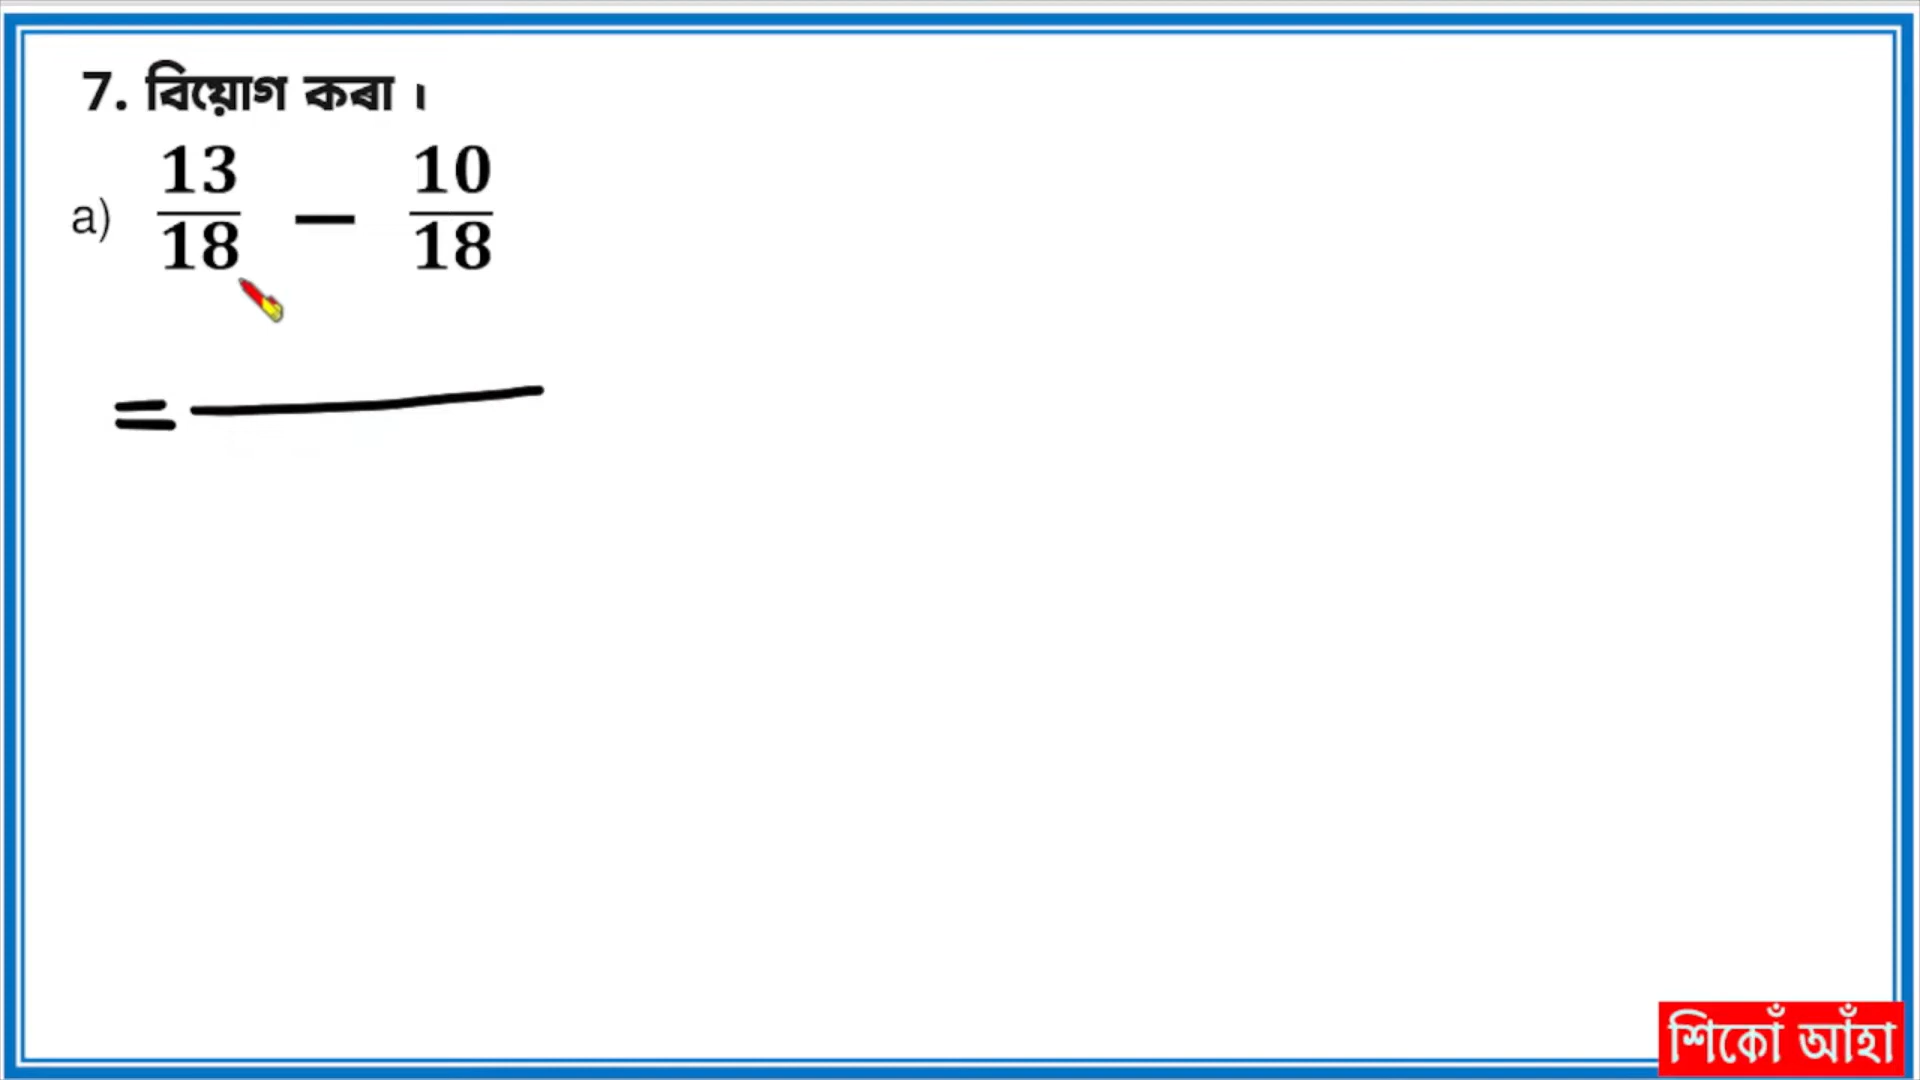 7. বিয়োগ কৰা ।
a) 13/18 − 10/18
=
শিকোঁ আঁহা